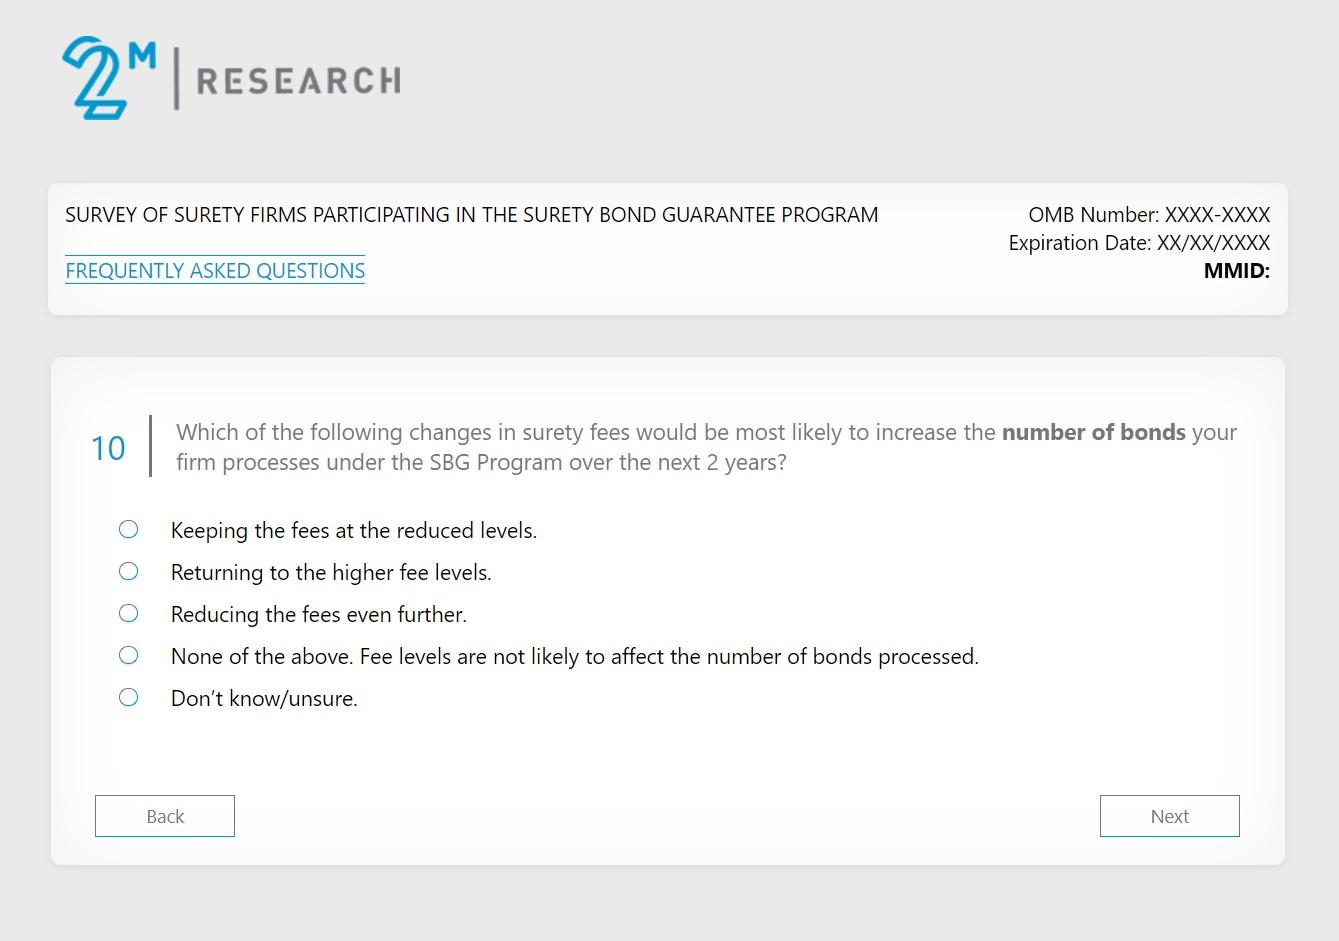 2M RESEARCH
SURVEY OF SURETY FIRMS PARTICIPATING IN THE SURETY BOND GUARANTEE PROGRAM
OMB Number: XXXX-XXXX
Expiration Date: XX/XX/XXXX
FREQUENTLY ASKED QUESTIONS
MMID:
10
Which of the following changes in surety fees would be most likely to increase the number of bonds your
firm processes under the SBG Program over the next 2 years?
Keeping the fees at the reduced levels.
Returning to the higher fee levels.
Reducing the fees even further.
None of the above. Fee levels are not likely to affect the number of bonds processed.
Don’t know/unsure.
Back
Next